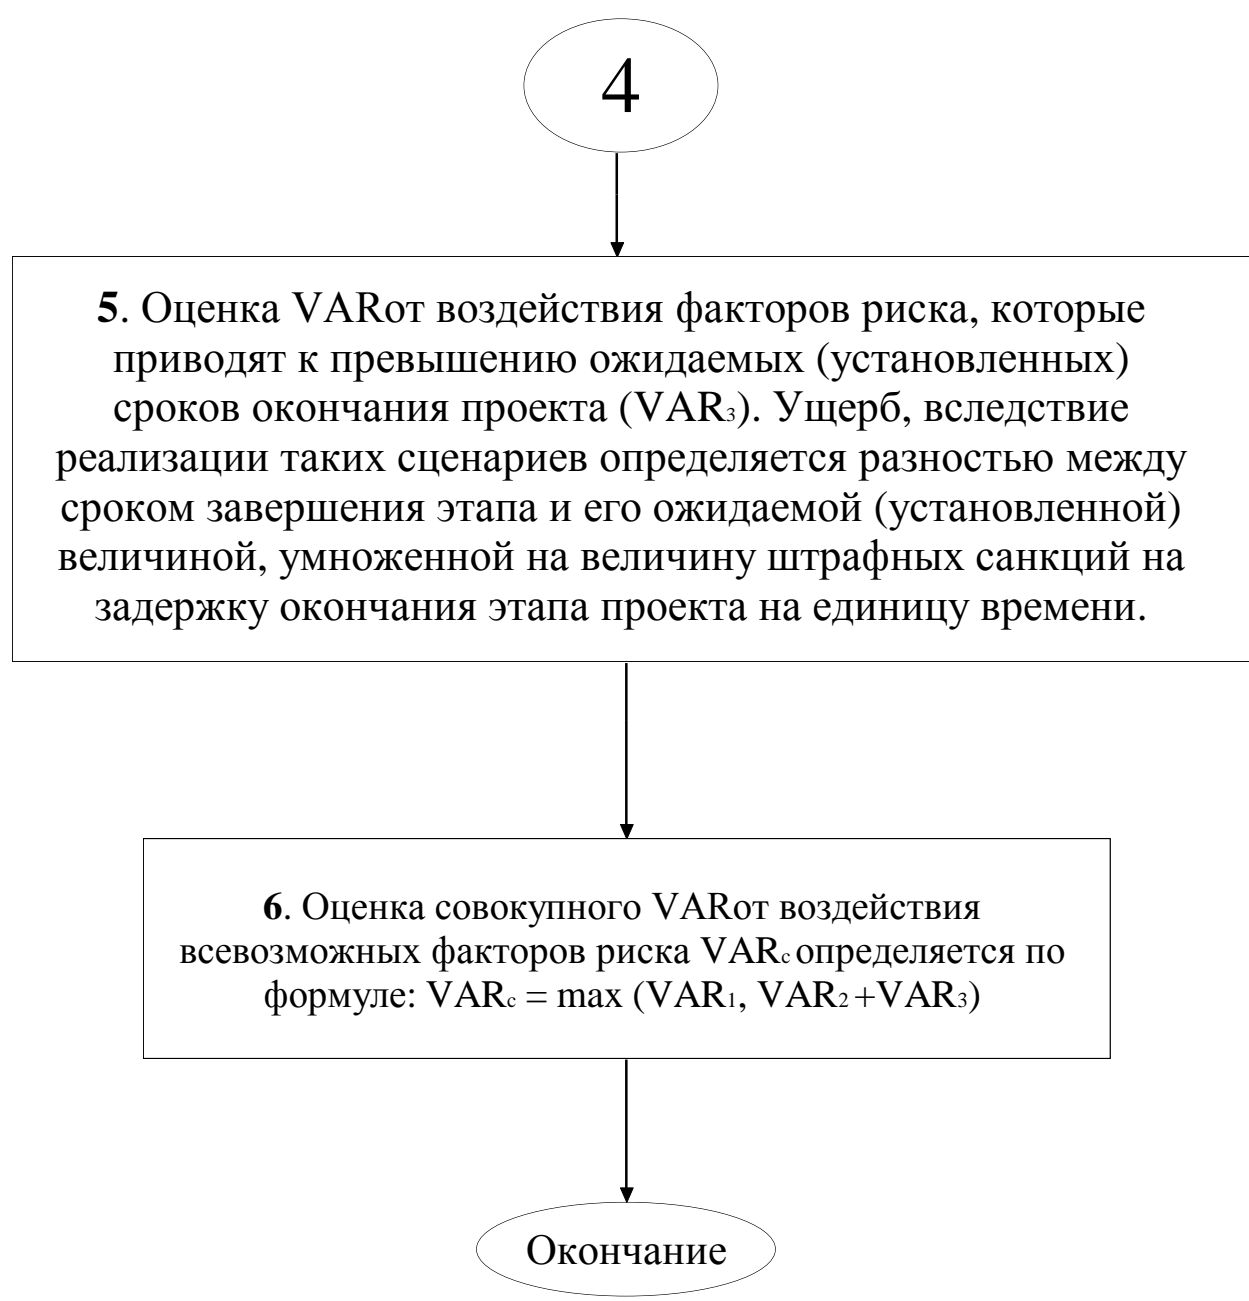 4
5. Оценка VARот воздействия факторов риска, которые
приводят к превышению ожидаемых (установленных)
сроков окончания проекта (VAR₃). Ущерб, вследствие
реализации таких сценариев определяется разностью между
сроком завершения этапа и его ожидаемой (установленной)
величиной, умноженной на величину штрафных санкций на
задержку окончания этапа проекта на единицу времени.
6. Оценка совокупного VARот воздействия
всевозможных факторов риска VARс определяется по
формуле: VARс = max (VAR₁, VAR₂ +VAR₃)
Окончание